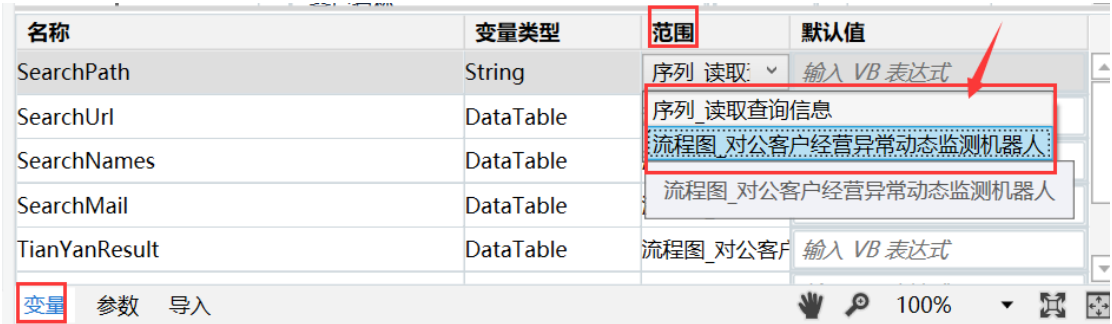 名称 变量类型 范围 默认值
SearchPath String 序列_读取 输入 VB 表达式
SearchUrl DataTable 序列_读取查询信息
SearchNames DataTable 流程图_对公客户经营异常动态监测机器人
SearchMail DataTable 流程图_对公客户经营异常动态监测机器人
TianYanResult DataTable 流程图_对公客户 输入 VB 表达式
变量 参数 导入 100%